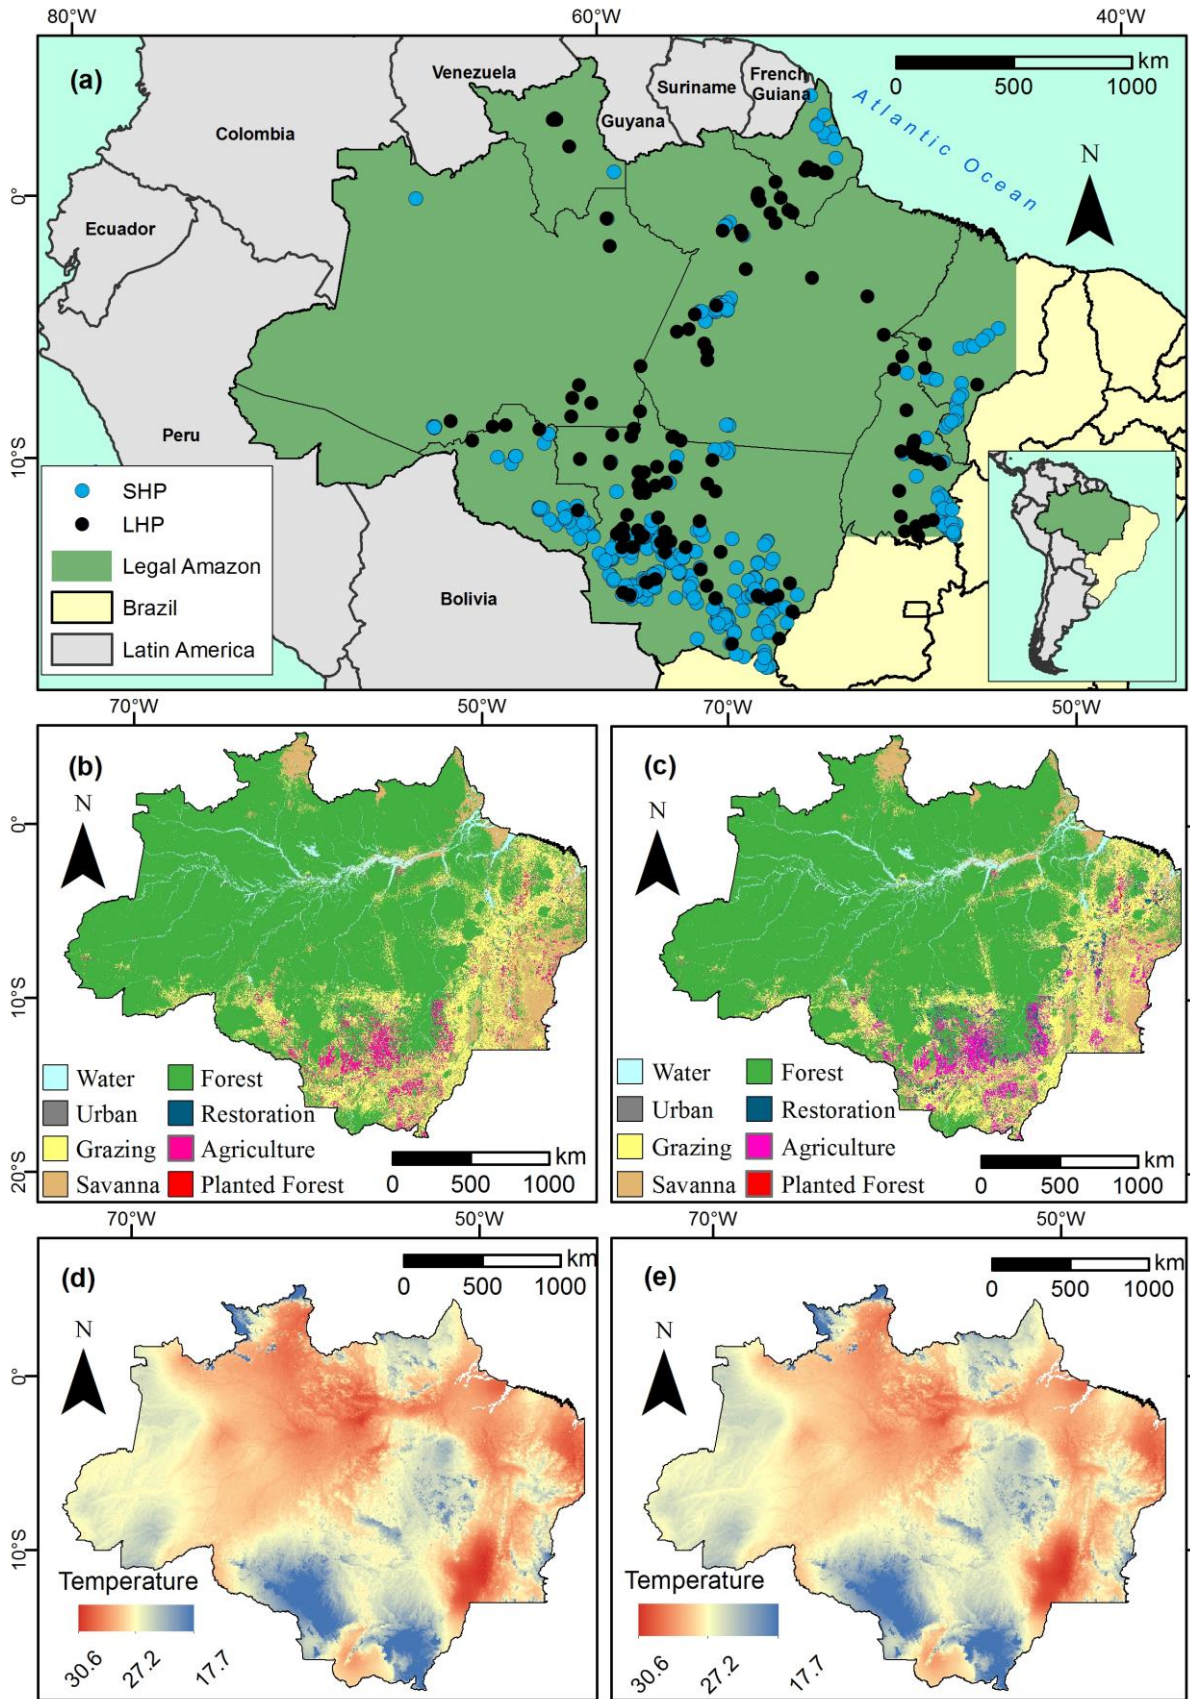 80°W
60°W
40°W
(a)
km
0
500
1000
Venezuela
French
Guiana
Suriname
Guyana
Colombia
Atlantic Ocean
N
0°
Ecuador
Peru
10°S
SHP
LHP
Legal Amazon
Brazil
Latin America
Bolivia
70°W
50°W
70°W
50°W
(b)
(c)
N
N
0°
10°S
20°S
Water
Forest
Urban
Restoration
Grazing
Agriculture
Savanna
Planted Forest
km
0
500
1000
Water
Forest
Urban
Restoration
Grazing
Agriculture
Savanna
Planted Forest
km
0
500
1000
70°W
50°W
70°W
50°W
(d)
km
0
500
1000
(e)
km
0
500
1000
N
N
0°
10°S
Temperature
30.6
27.2
17.7
Temperature
30.6
27.2
17.7